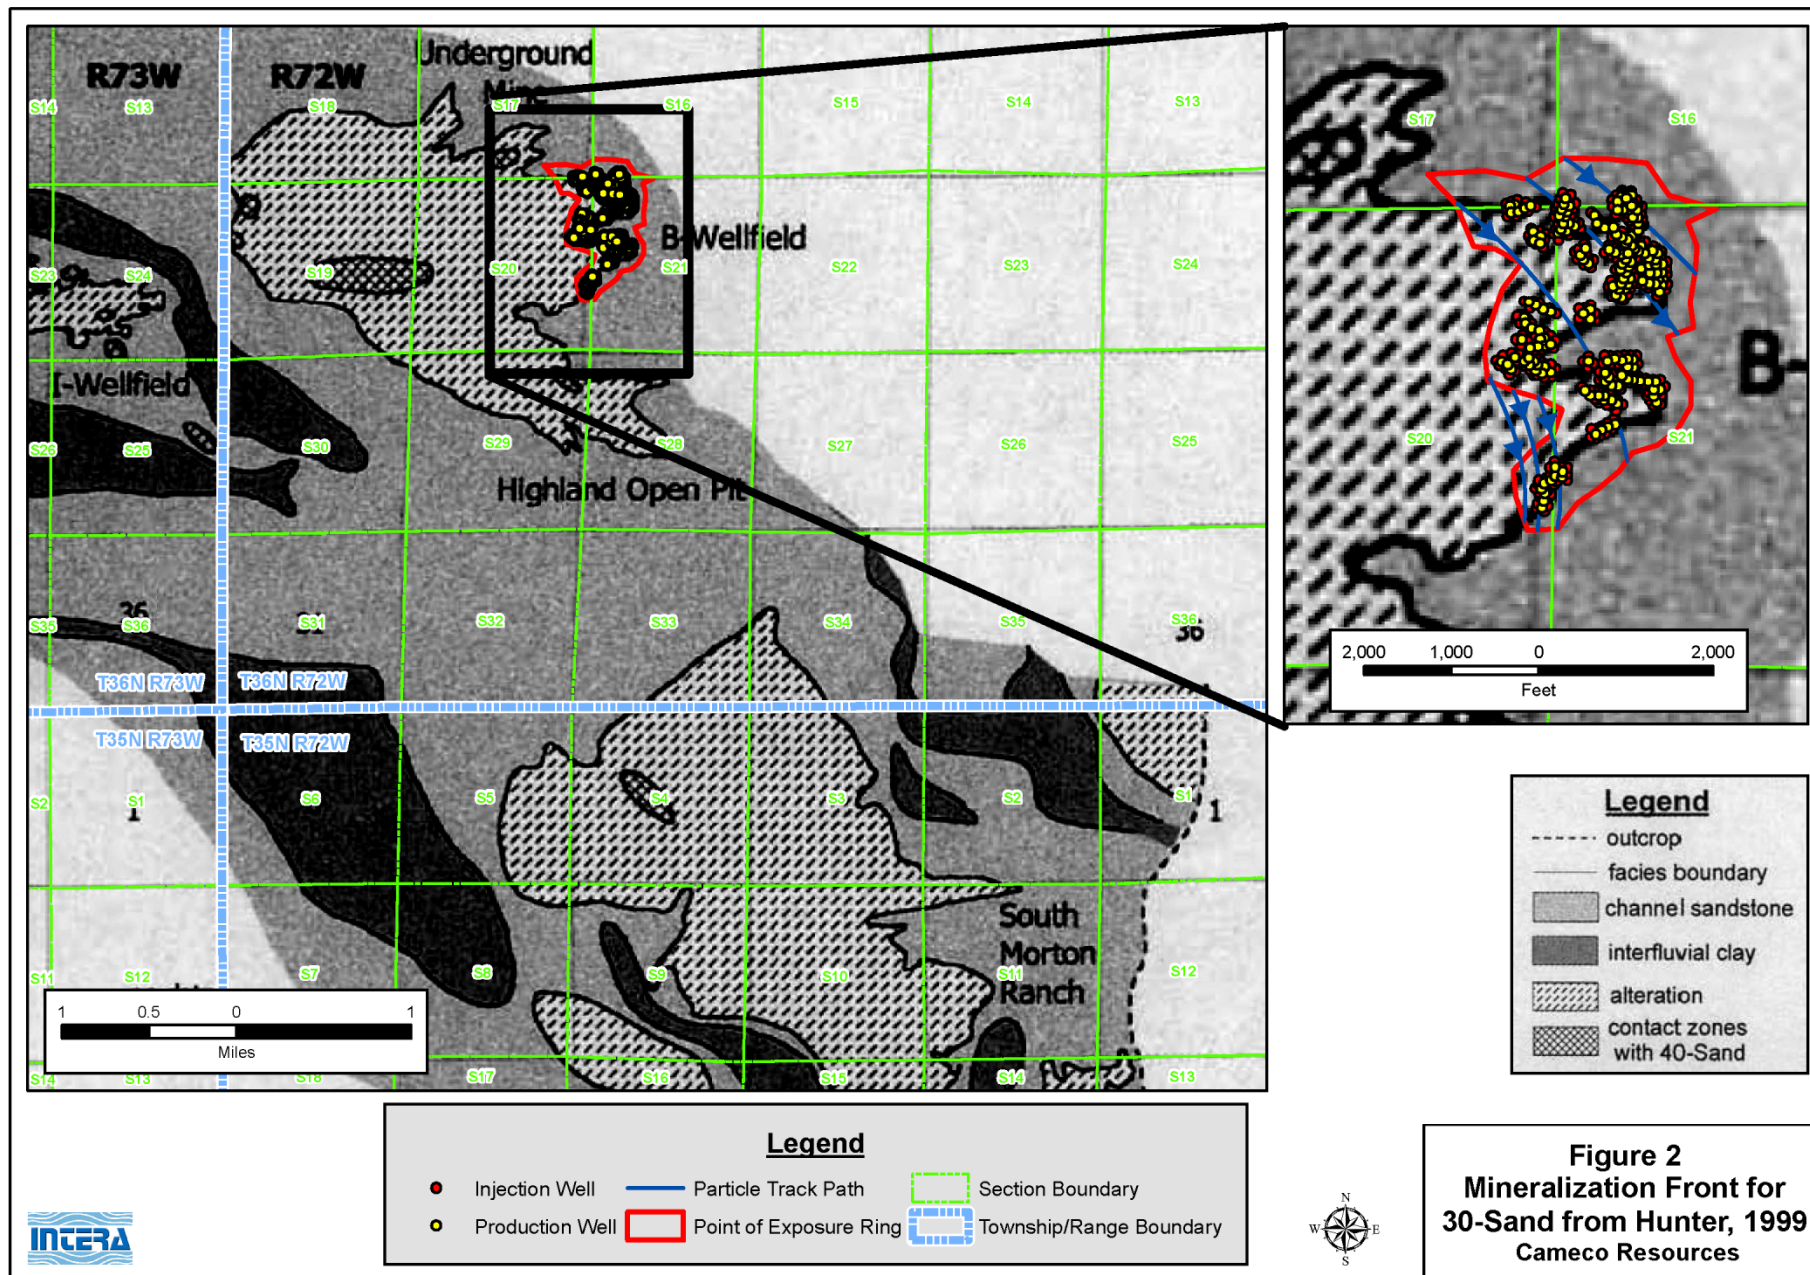 Underground
Mine
R73W
R72W
S14
S13
S18
S17
S16
S15
S14
S13
B-Wellfield
S23
S24
S19
S20
S21
S22
S23
S24
I-Wellfield
S26
S25
S30
S29
S28
S27
S26
S25
Highland Open Pit
36
S35
S36
S31
S32
S33
S34
S35
S36
36
T36N R73W
T36N R72W
T35N R73W
T35N R72W
S2
S1
1
S6
S5
S4
S3
S2
S1
1
South
Morton
Ranch
S11
S12
S7
S8
S9
S10
S11
S12
1
0.5
0
1
Miles
S14
S13
S18
S17
S16
S15
S14
S13
S17
S16
B-
S20
S21
2,000
1,000
0
2,000
Feet
Legend
outcrop
facies boundary
channel sandstone
interfluvial clay
alteration
contact zones
with 40-Sand
Legend
Injection Well
Particle Track Path
Section Boundary
Production Well
Point of Exposure Ring
Township/Range Boundary
INTERA
N
W
E
S
Figure 2
Mineralization Front for
30-Sand from Hunter, 1999
Cameco Resources